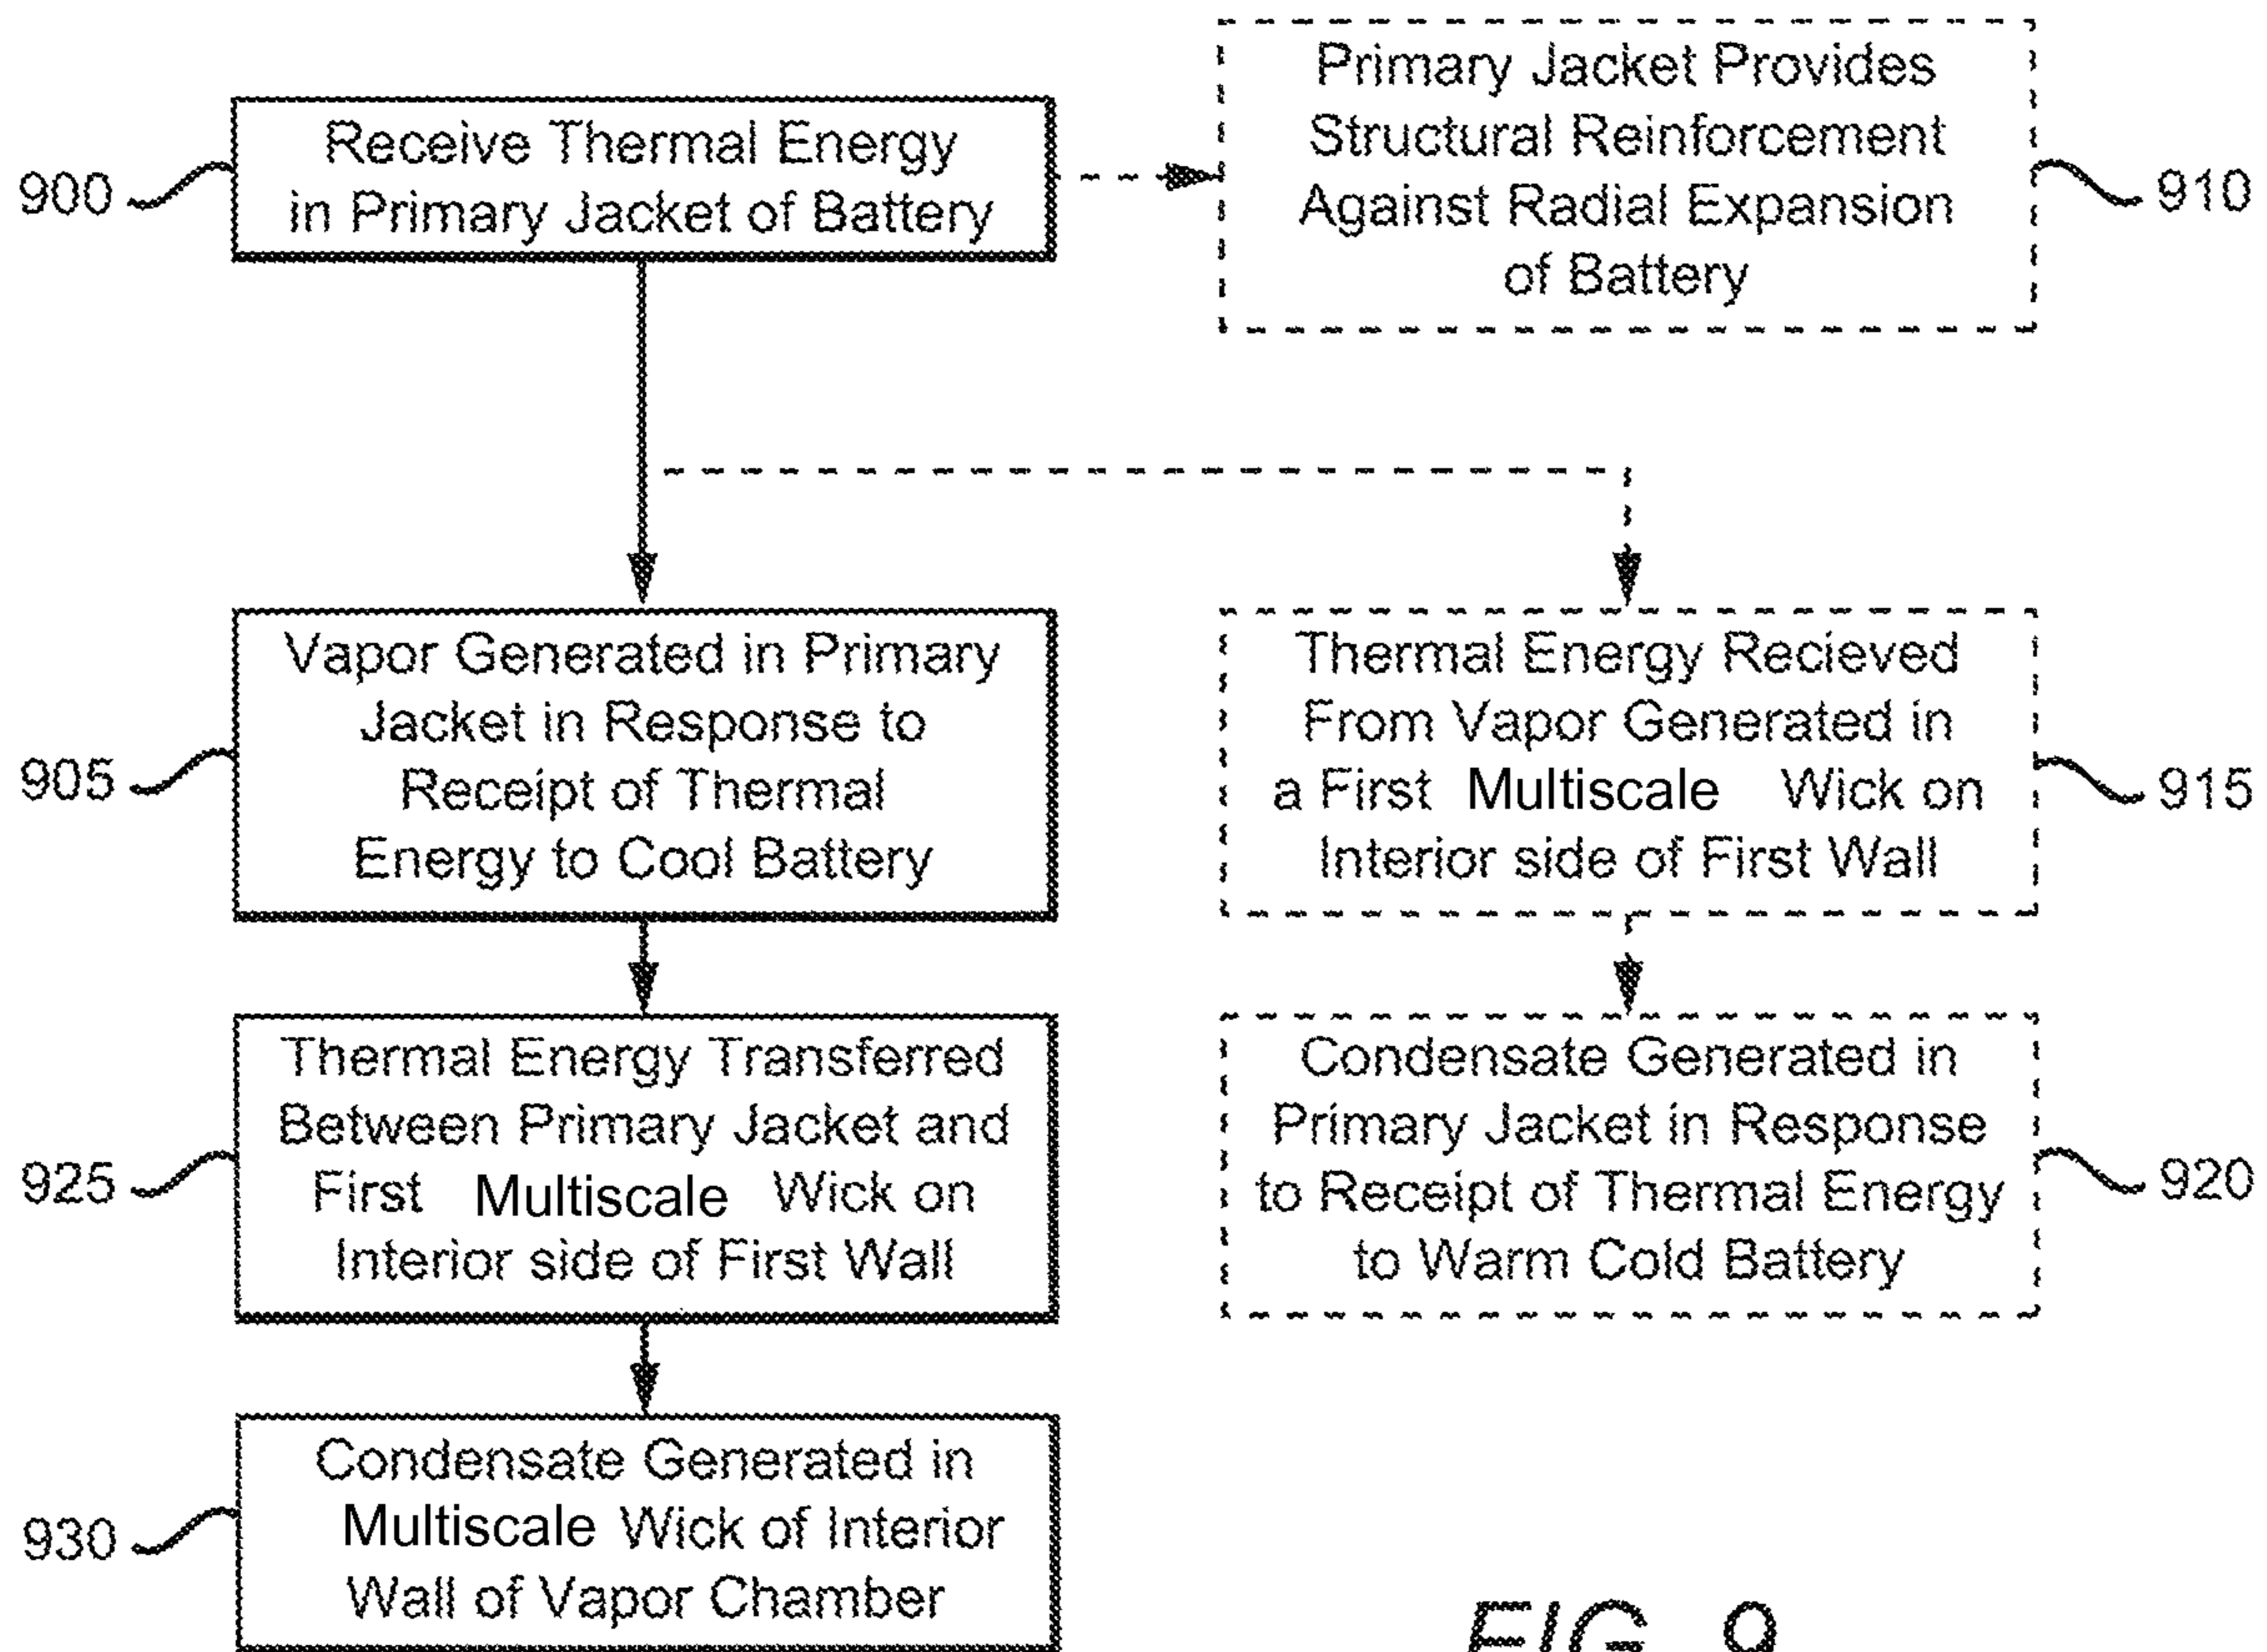 Receive Thermal Energy
in Primary Jacket of Battery
900
Primary Jacket Provides
Structural Reinforcement
Against Radial Expansion
of Battery
910
Vapor Generated in Primary
Jacket in Response to
Receipt of Thermal
Energy to Cool Battery
905
Thermal Energy Recieved
From Vapor Generated in
a First Multiscale Wick on
Interior side of First Wall
915
Thermal Energy Transferred
Between Primary Jacket and
First Multiscale Wick on
Interior side of First Wall
925
Condensate Generated in
Primary Jacket in Response
to Receipt of Thermal Energy
to Warm Cold Battery
920
Condensate Generated in
Multiscale Wick of Interior
Wall of Vapor Chamber
930
FIG. 9